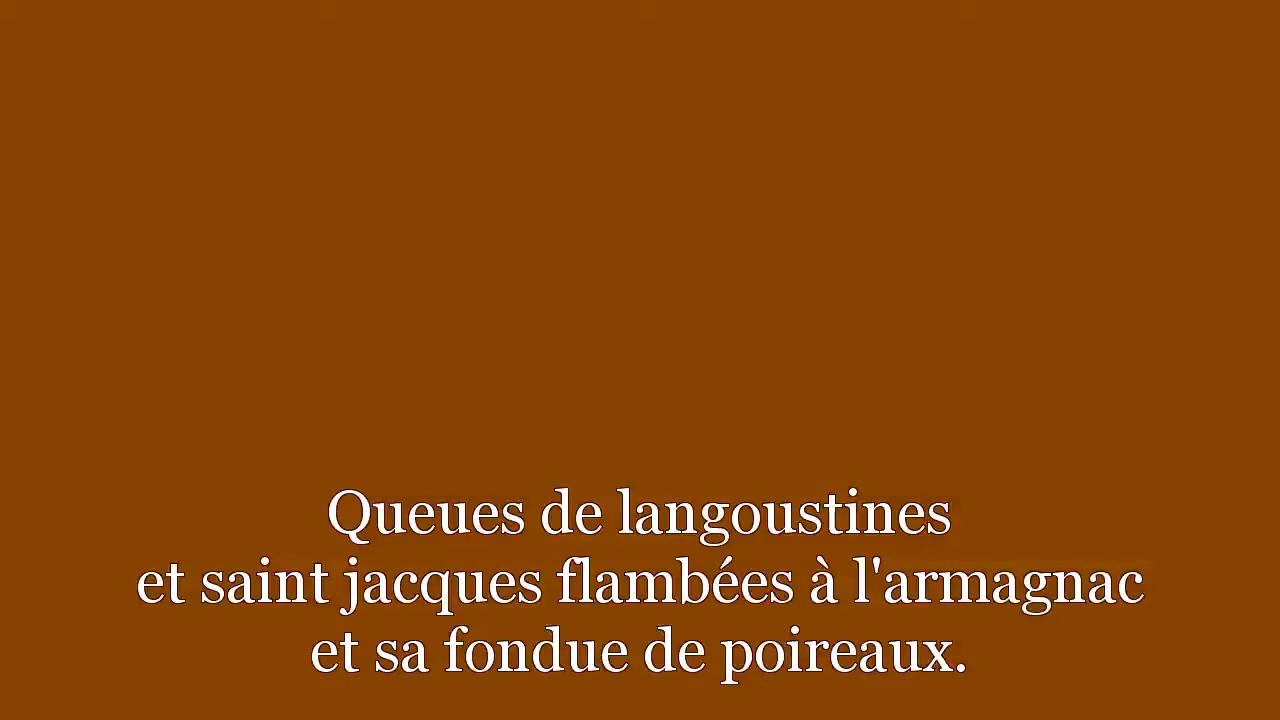 Queues de langoustines
et saint jacques flambées à l'armagnac
et sa fondue de poireaux.